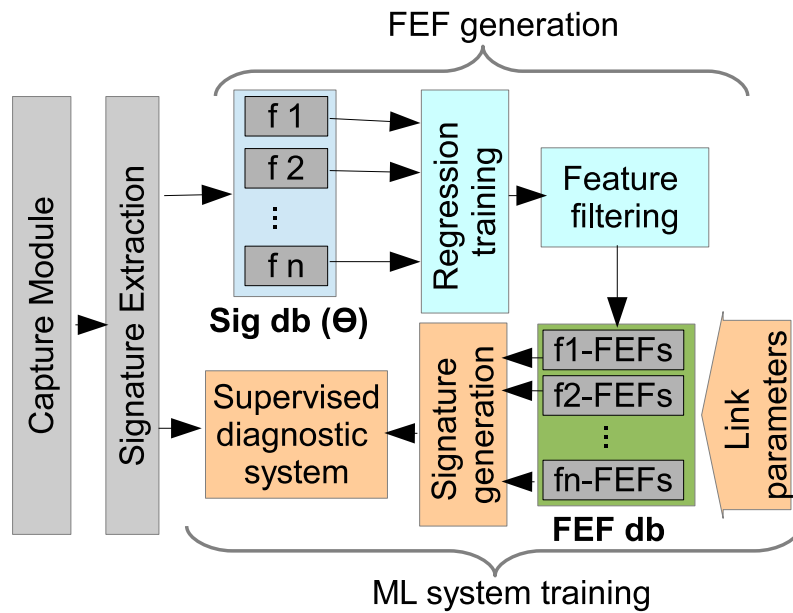 FEF generation
Capture Module
Signature Extraction
f 1
f 2
...
f n
Sig db (Θ)
Regression
training
Feature
filtering
f1-FEFs
f2-FEFs
...
fn-FEFs
FEF db
Link
parameters
Signature
generation
Supervised
diagnostic
system
ML system training